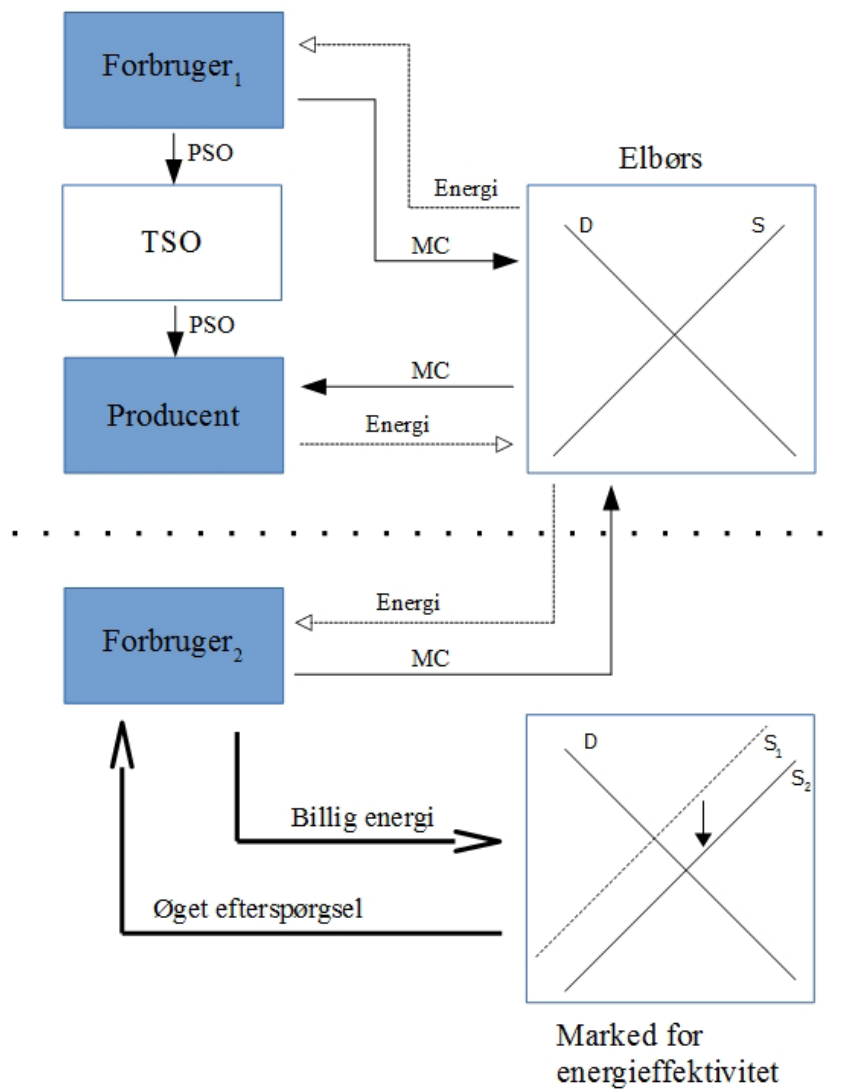 Forbruger₁
PSO
TSO
PSO
Producent
Energi
MC
MC
Energi
Elbørs
D S
Forbruger₂
Energi
MC
Billig energi
Øget efterspørgsel
D S₁
S₂
Marked for
energieffektivitet